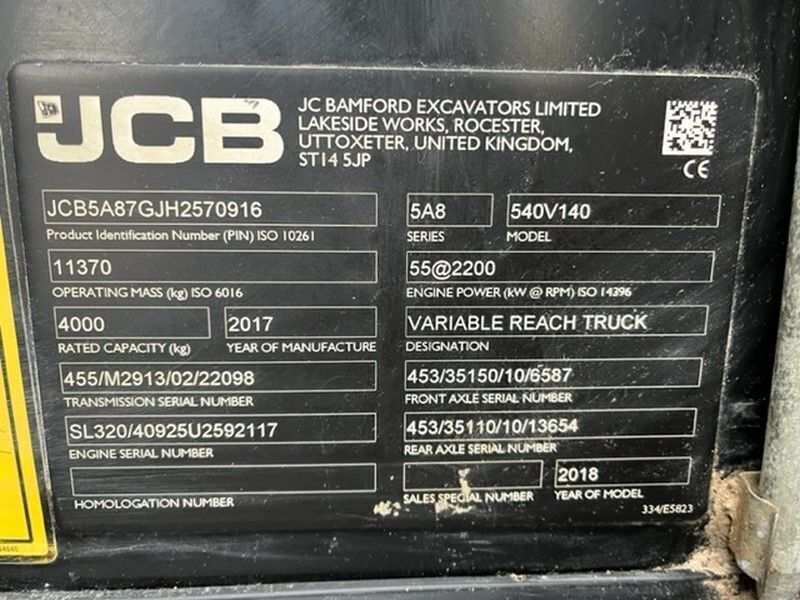 JCB
JC BAMFORD EXCAVATORS LIMITED
LAKESIDE WORKS, ROCESTER,
UTTOXETER, UNITED KINGDOM,
ST14 5JP
CE
JCB5A87GJH2570916
Product Identification Number (PIN) ISO 10261
5A8
SERIES
540V140
MODEL
11370
OPERATING MASS (kg) ISO 6016
55@2200
ENGINE POWER (kW @ RPM) ISO 14396
4000
RATED CAPACITY (kg)
2017
YEAR OF MANUFACTURE
VARIABLE REACH TRUCK
DESIGNATION
455/M2913/02/22098
TRANSMISSION SERIAL NUMBER
453/35150/10/6587
FRONT AXLE SERIAL NUMBER
SL320/40925U2592117
ENGINE SERIAL NUMBER
453/35110/10/13654
REAR AXLE SERIAL NUMBER
HOMOLOGATION NUMBER
SALES SPECIAL NUMBER
2018
YEAR OF MODEL
334/E5823